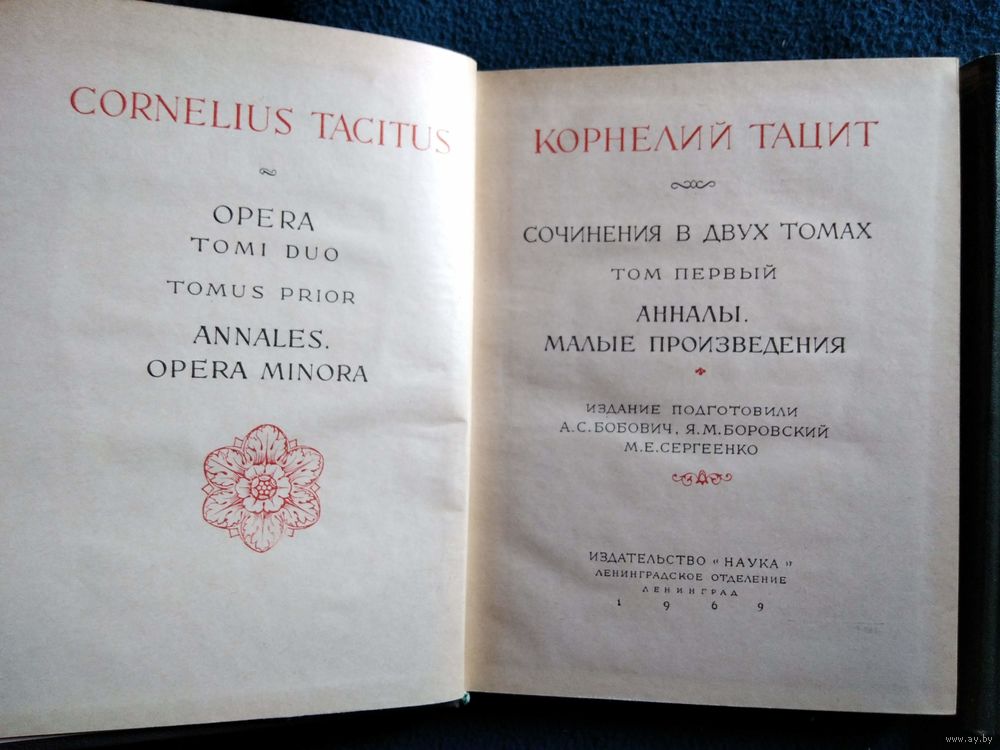 CORNELIUS TACITUS
OPERA
TOMI DUO
TOMUS PRIOR
ANNALES.
OPERA MINORA
КОРНЕЛИЙ ТАЦИТ
СОЧИНЕНИЯ В ДВУХ ТОМАХ
ТОМ ПЕРВЫЙ
АННАЛЫ.
МАЛЫЕ ПРОИЗВЕДЕНИЯ
ИЗДАНИЕ ПОДГОТОВИЛИ
А.С.БОБОВИЧ, Я.М.БОРОВСКИЙ
М.Е.СЕРГЕЕНКО
ИЗДАТЕЛЬСТВО "НАУКА"
ЛЕНИНГРАДСКОЕ ОТДЕЛЕНИЕ
ЛЕНИНГРАД
1969
www.ay.by